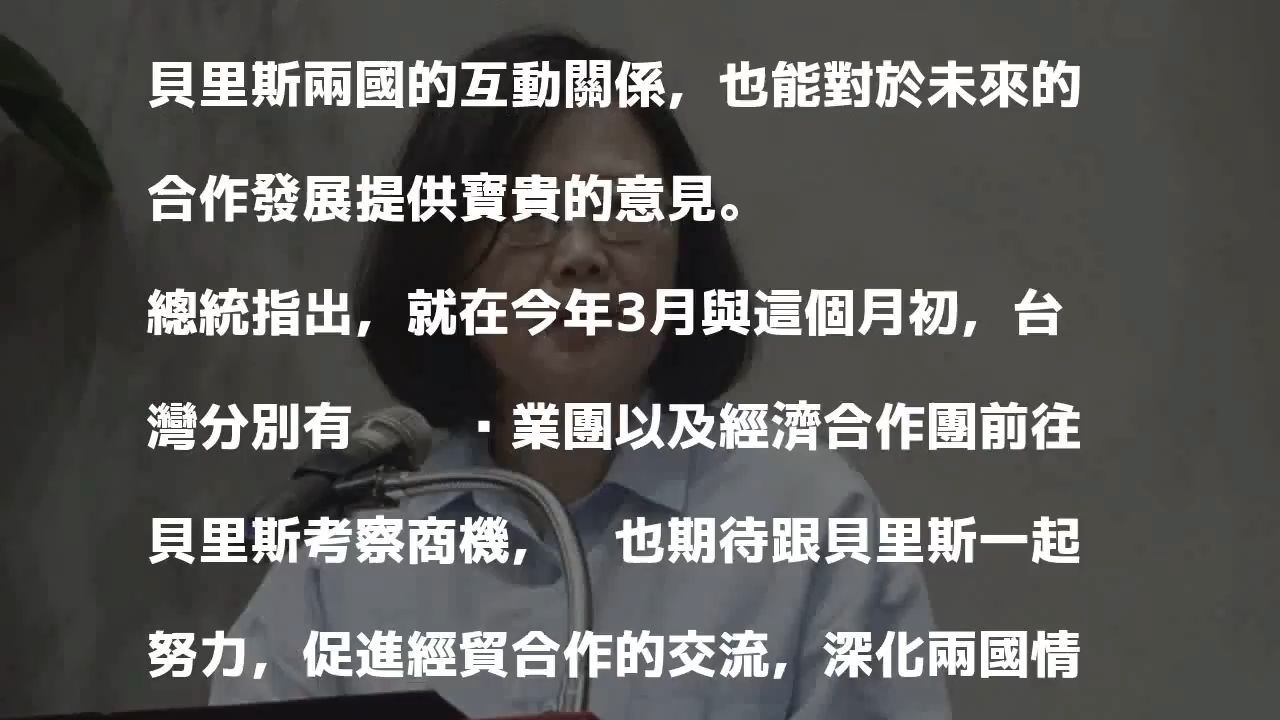 貝里斯兩國的互動關係，也能對於未來的
合作發展提供寶貴的意見。
總統指出，就在今年3月與這個月初，台
灣分別有　　·業團以及經濟合作團前往
貝里斯考察商機，　也期待跟貝里斯一起
努力，促進經貿合作的交流，深化兩國情